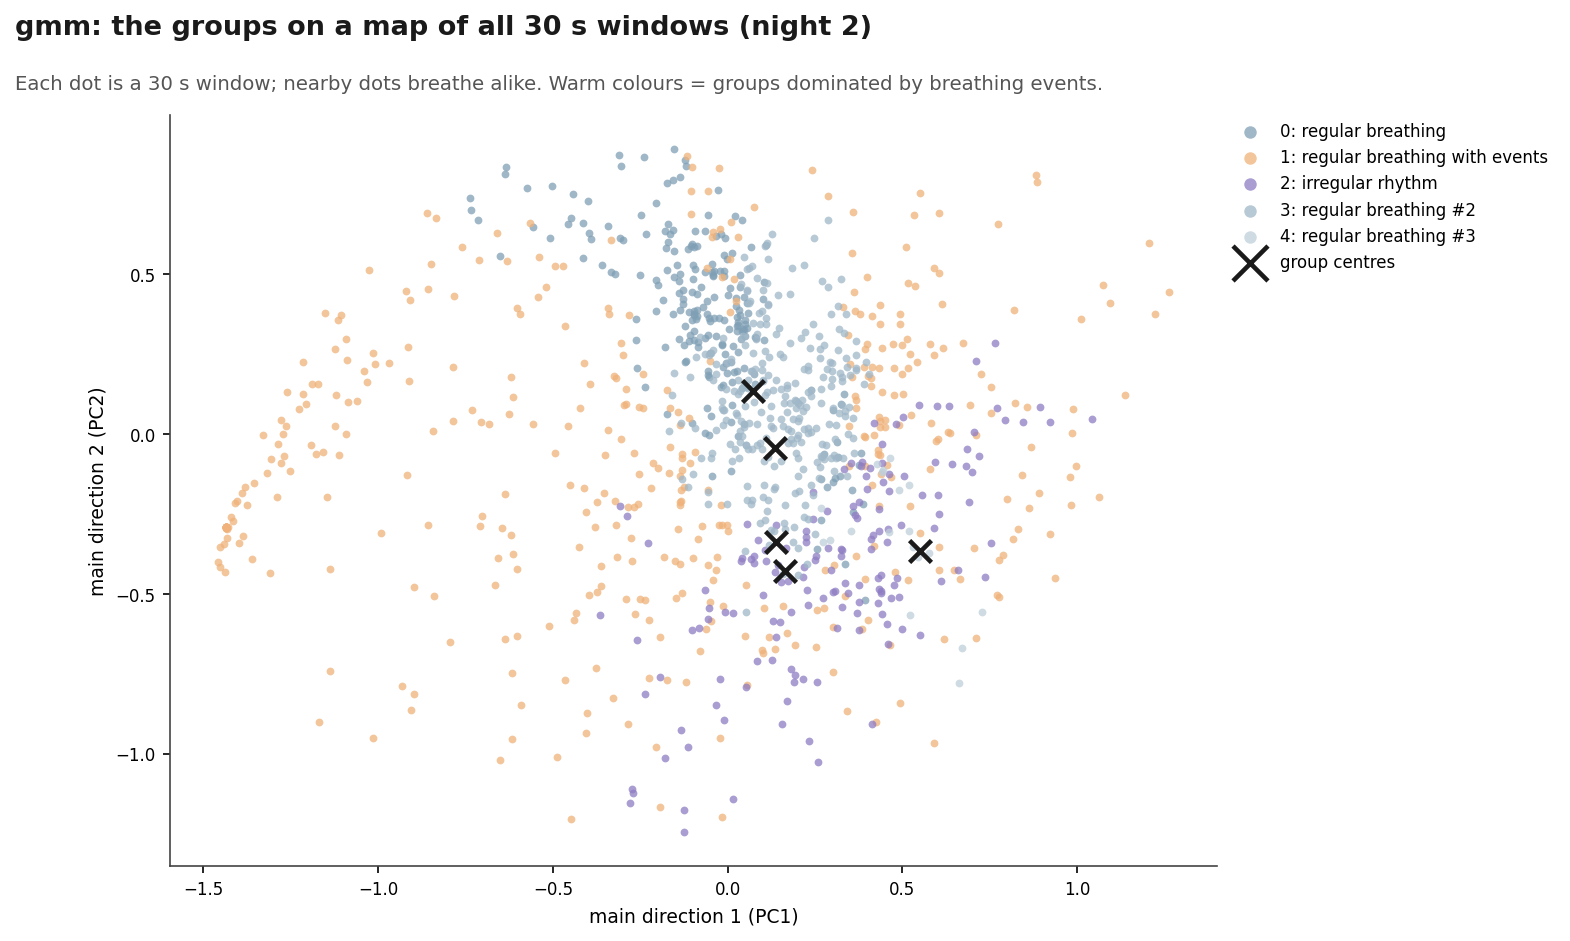 gmm: the groups on a map of all 30 s windows (night 2)
Each dot is a 30 s window; nearby dots breathe alike. Warm colours = groups dominated by breathing events.
0: regular breathing
1: regular breathing with events
2: irregular rhythm
3: regular breathing #2
4: regular breathing #3
group centres
main direction 2 (PC2)
0.5
0.0
−0.5
−1.0
−1.5
−1.0
−0.5
0.0
0.5
1.0
main direction 1 (PC1)